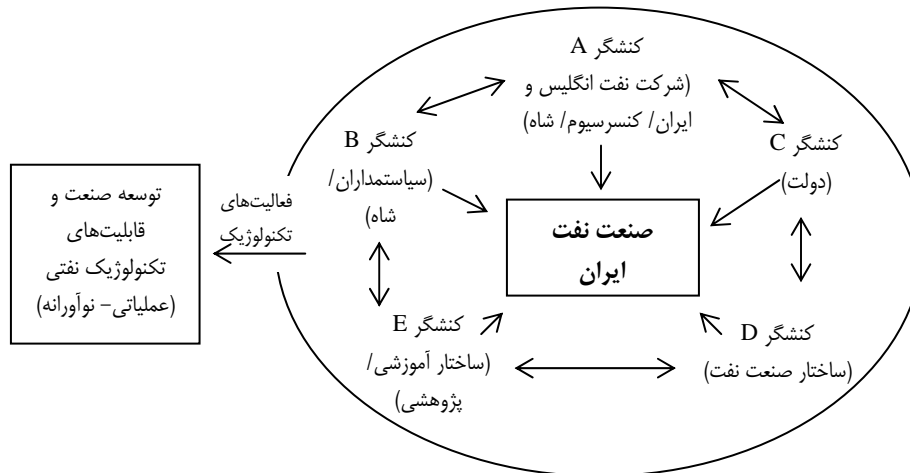 کنشگر A
(شرکت نفت انگلیس و
ایران/ کنسرسیوم/ شاه)
کنشگر C
(دولت)
کنشگر B
(سیاستمداران/
شاه)
صنعت نفت
ایران
کنشگر D
(ساختار صنعت نفت)
کنشگر E
(ساختار آموزشی/
پژوهشی)
فعالیت‌های
تکنولوژیک
توسعه صنعت و
قابلیت‌های
تکنولوژیک نفتی
(عملیاتی– نوآورانه)